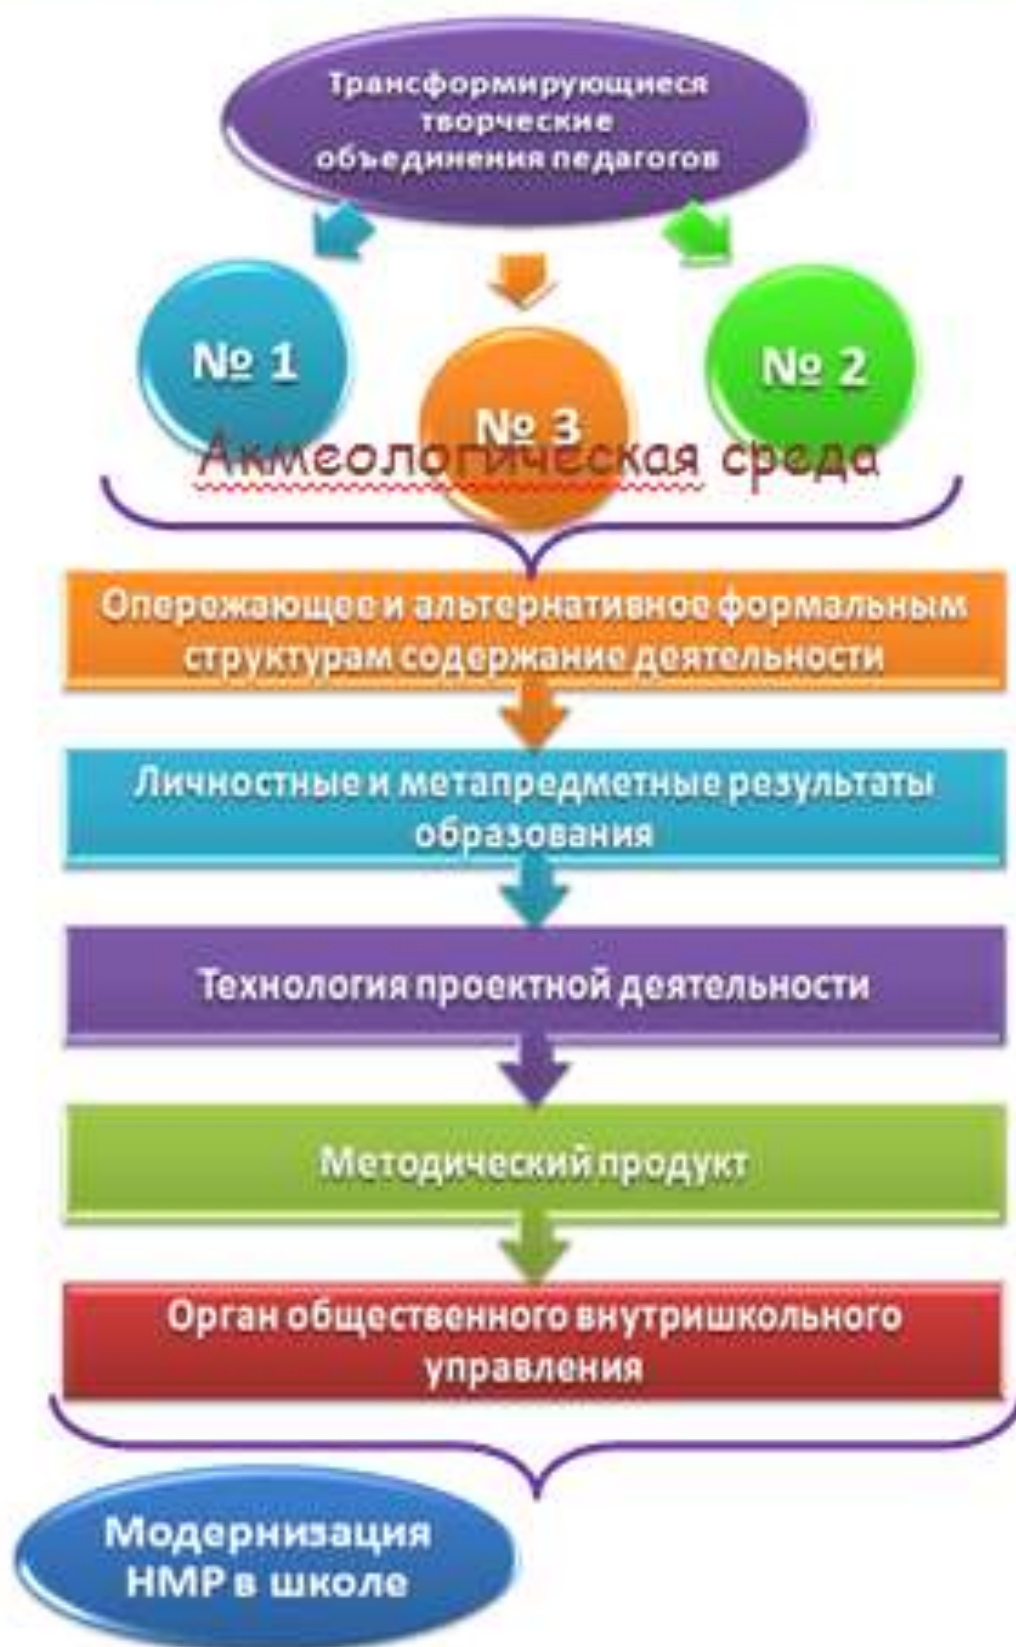 Трансформирующиеся
творческие
объединения педагогов
№ 1
№ 3
№ 2
Акмеологическая среда
Опережающее и альтернативное формальным
структурам содержание деятельности
Личностные и метапредметные результаты
образования
Технология проектной деятельности
Методический продукт
Орган общественного внутришкольного
управления
Модернизация
НМР в школе